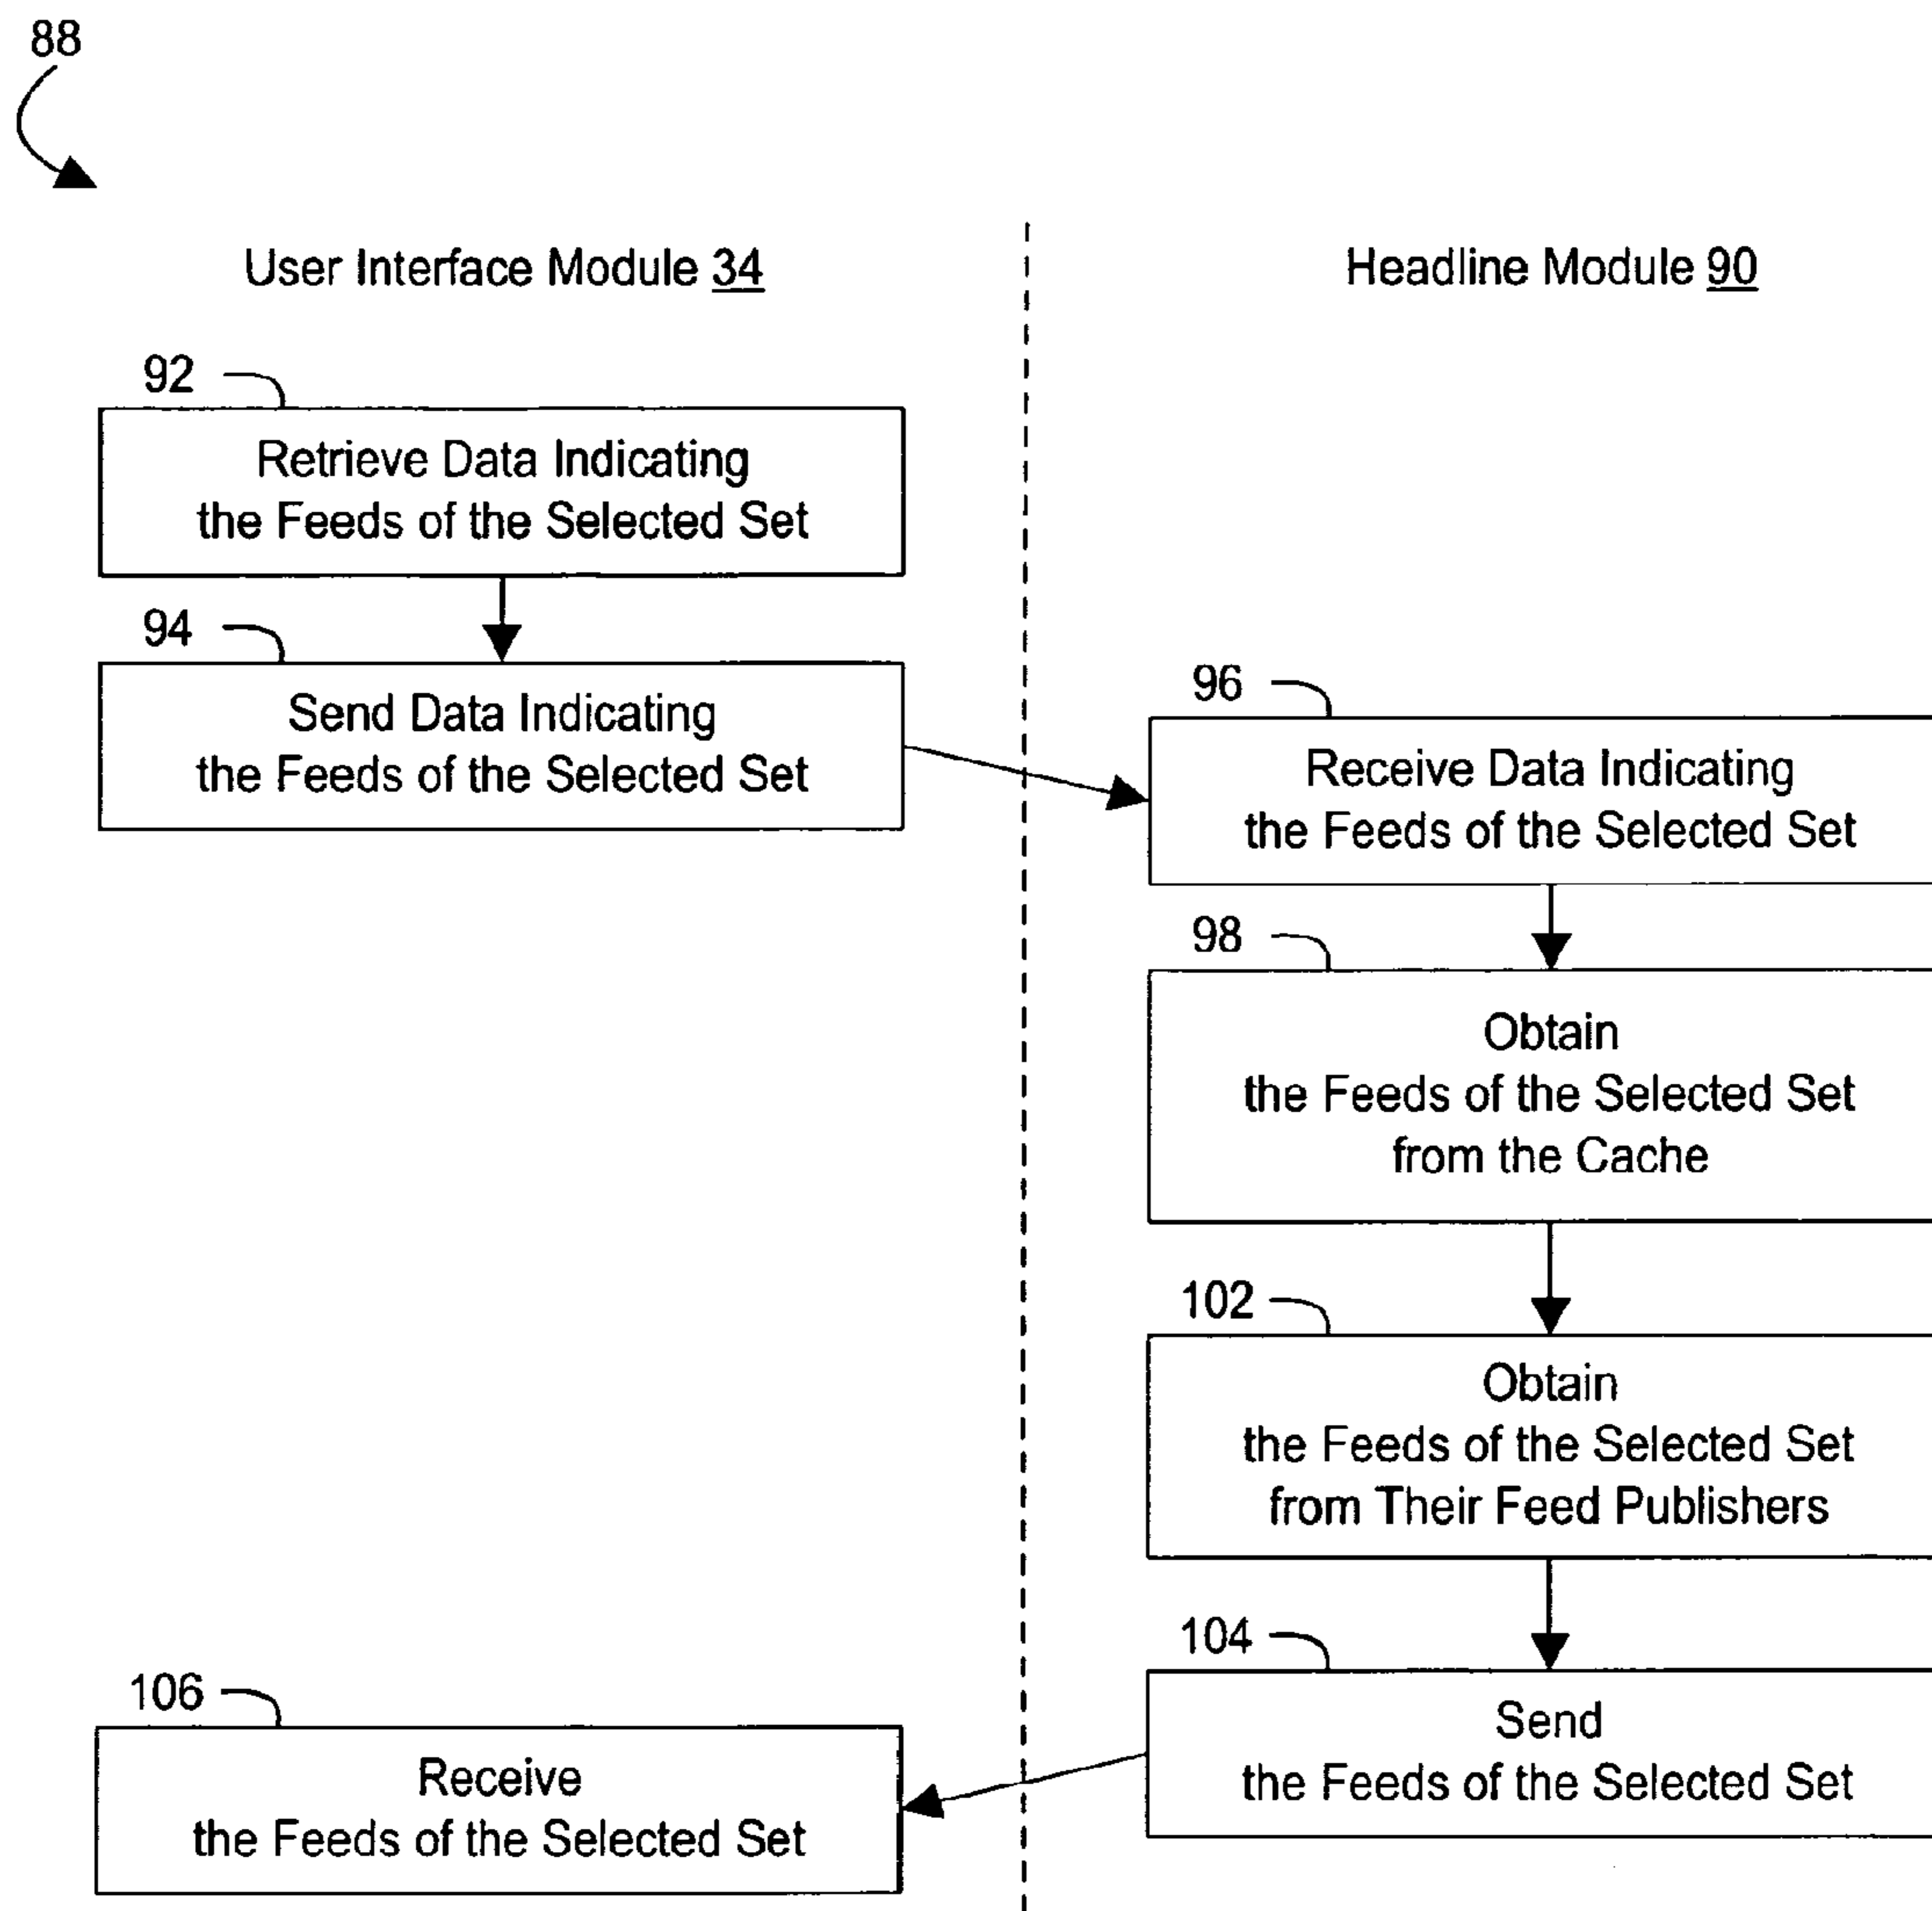 88
User Interface Module 34
Headline Module 90
92
Retrieve Data Indicating
the Feeds of the Selected Set
94
Send Data Indicating
the Feeds of the Selected Set
96
Receive Data Indicating
the Feeds of the Selected Set
98
Obtain
the Feeds of the Selected Set
from the Cache
102
Obtain
the Feeds of the Selected Set
from Their Feed Publishers
104
Send
the Feeds of the Selected Set
106
Receive
the Feeds of the Selected Set